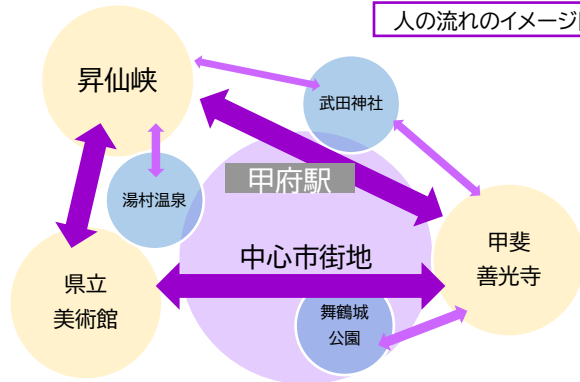 人の流れのイメージ
昇仙峡
武田神社
湯村温泉
甲府駅
中心市街地
甲斐
善光寺
県立
美術館
舞鶴城
公園